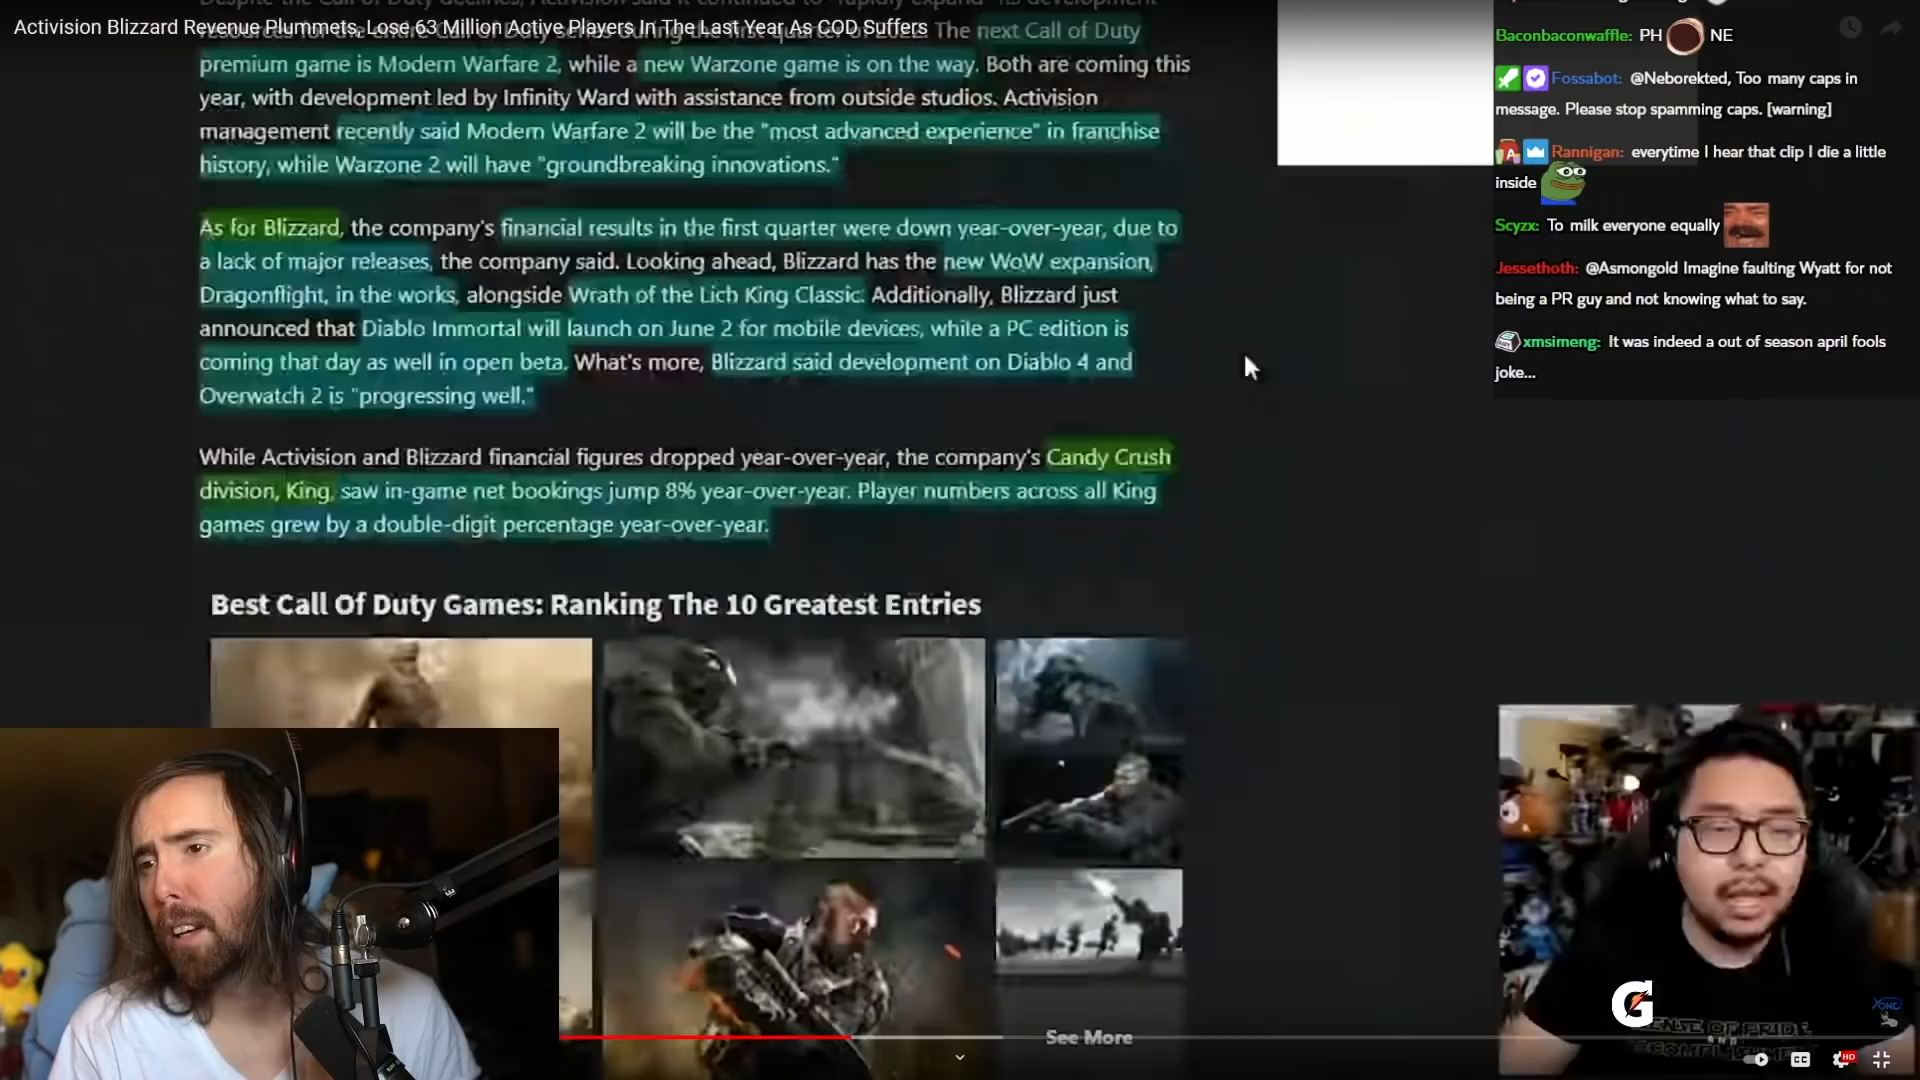 Activision Blizzard Revenue Plummets, Lose 63 Million Active Players In The Last Year As COD Suffers
The next Call of Duty
premium game is Modern Warfare 2, while a new Warzone game is on the way. Both are coming this
year, with development led by Infinity Ward with assistance from outside studios. Activision
management recently said Modern Warfare 2 will be the "most advanced experience" in franchise
history, while Warzone 2 will have "groundbreaking innovations."
As for Blizzard, the company's financial results in the first quarter were down year-over-year, due to
a lack of major releases, the company said. Looking ahead, Blizzard has the new WoW expansion,
Dragonflight, in the works, alongside Wrath of the Lich King Classic. Additionally, Blizzard just
announced that Diablo Immortal will launch on June 2 for mobile devices, while a PC edition is
coming that day as well in open beta. What's more, Blizzard said development on Diablo 4 and
Overwatch 2 is "progressing well."
While Activision and Blizzard financial figures dropped year-over-year, the company's Candy Crush
division, King, saw in-game net bookings jump 8% year-over-year. Player numbers across all King
games grew by a double-digit percentage year-over-year.
Best Call Of Duty Games: Ranking The 10 Greatest Entries
See More
Baconbaconwaffle: PH NE
Fossabot: @Neborekted, Too many caps in
message. Please stop spamming caps. [warning]
Rannigan: everytime I hear that clip I die a little
inside
Scyzx: To milk everyone equally
Jessethoth: @Asmongold Imagine faulting Wyatt for not
being a PR guy and not knowing what to say.
xmsimeng: It was indeed a out of season april fools
joke...
G
CC
HD